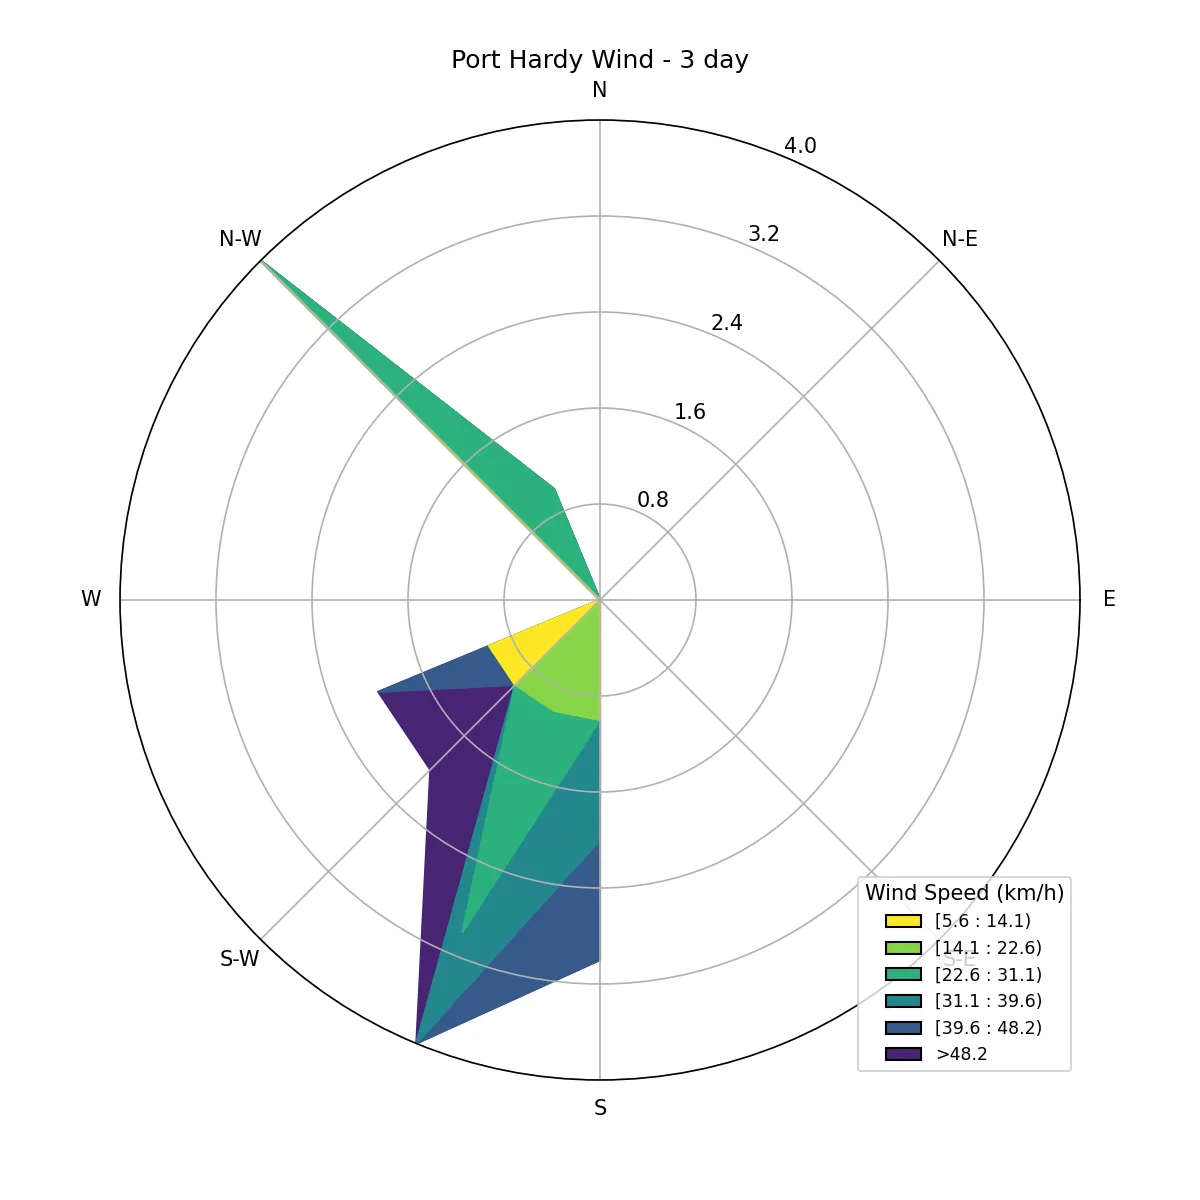 Port Hardy Wind - 3 day
N
4.0
N-W
N-E
3.2
2.4
1.6
0.8
W
E
Wind Speed (km/h)
[5.6 : 14.1)
[14.1 : 22.6)
S-W
S-E
[22.6 : 31.1)
[31.1 : 39.6)
[39.6 : 48.2)
>48.2
S